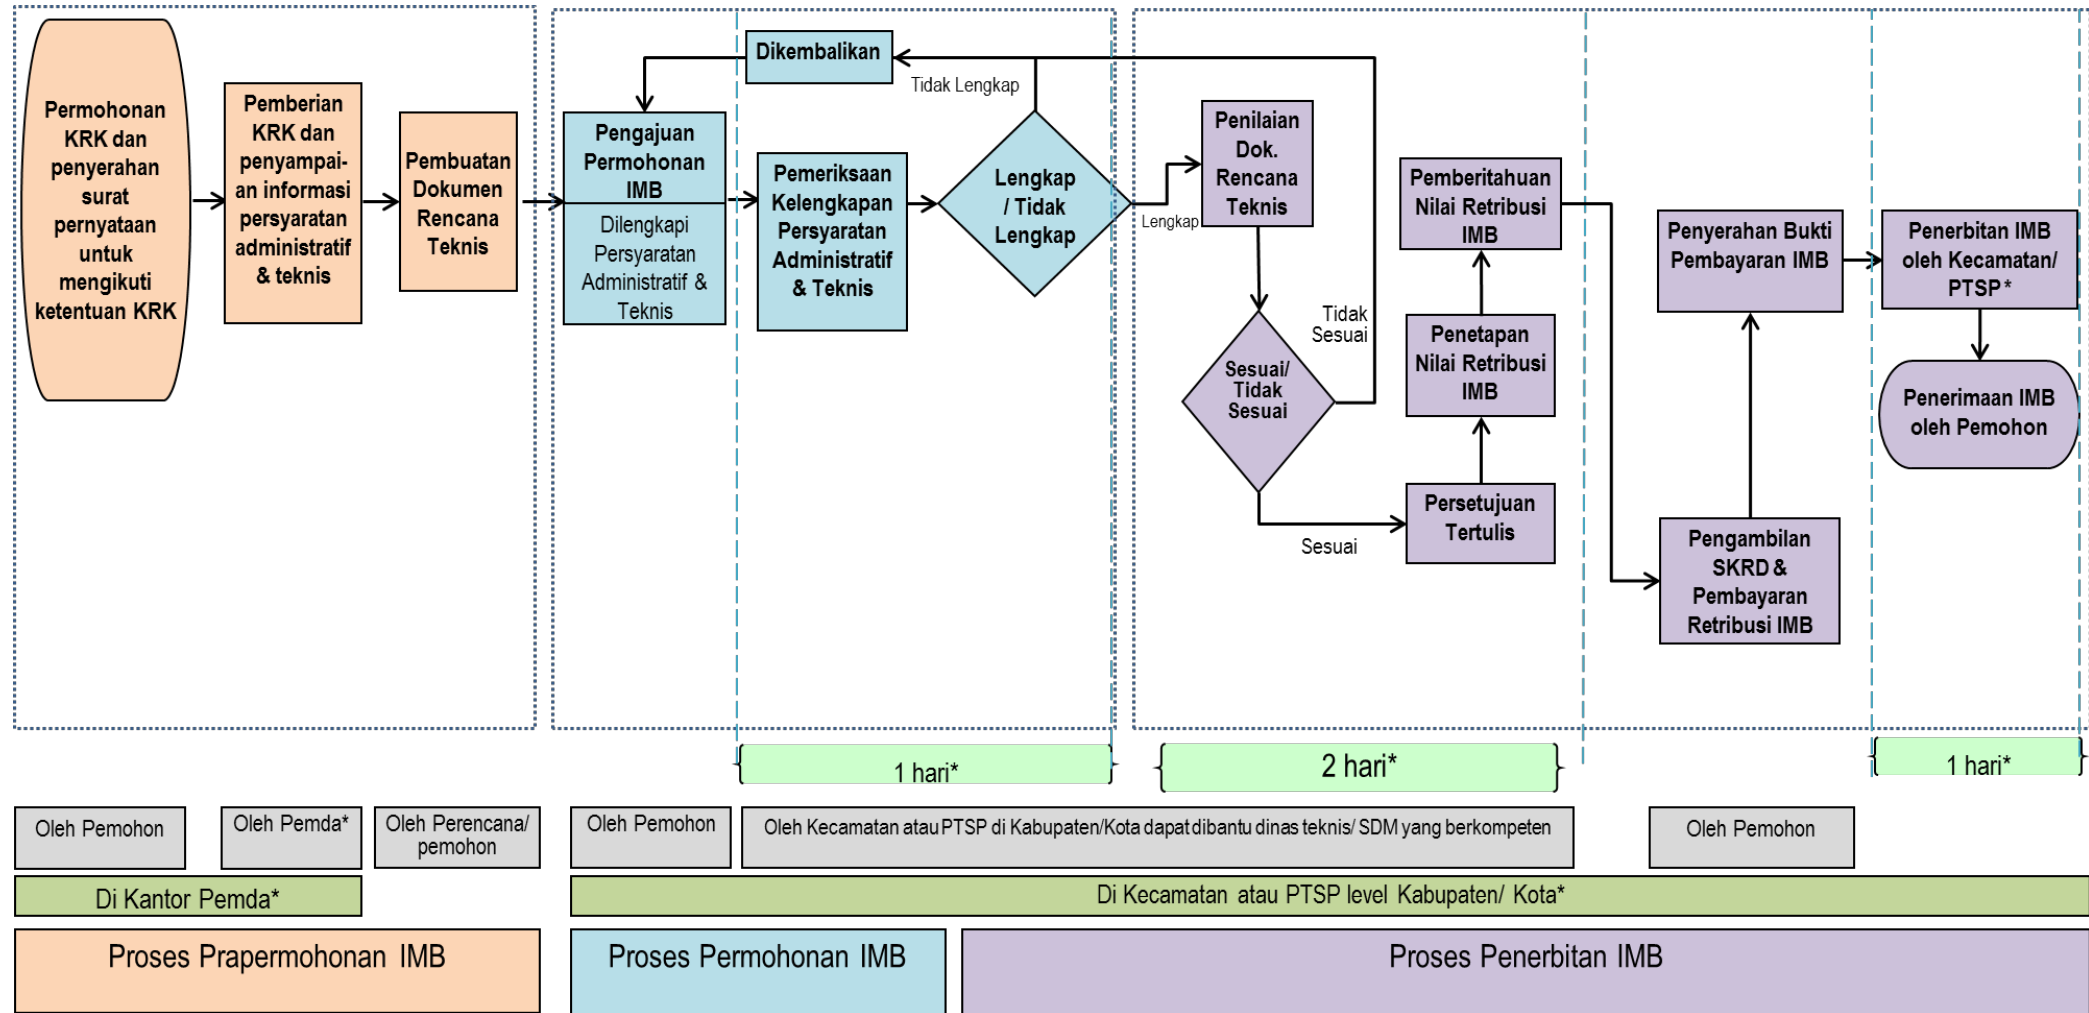 Permohonan
KRK dan
penyerahan
surat
pernyataan
untuk
mengikuti
ketentuan KRK
Pemberian
KRK dan
penyampai-
an informasi
persyaratan
administratif
& teknis
Pembuatan
Dokumen
Rencana
Teknis
Pengajuan
Permohonan
IMB
Dilengkapi
Persyaratan
Administratif &
Teknis
Dikembalikan
Tidak Lengkap
Pemeriksaan
Kelengkapan
Persyaratan
Administratif
& Teknis
Lengkap
/ Tidak
Lengkap
Lengkap
Penilaian
Dok.
Rencana
Teknis
Sesuai/
Tidak
Sesuai
Tidak
Sesuai
Sesuai
Persetujuan
Tertulis
Penetapan
Nilai Retribusi
IMB
Pemberitahuan
Nilai Retribusi
IMB
Pengambilan
SKRD &
Pembayaran
Retribusi IMB
Penyerahan Bukti
Pembayaran IMB
Penerbitan IMB
oleh Kecamatan/
PTSP *
Penerimaan IMB
oleh Pemohon
1 hari*
2 hari*
1 hari*
Oleh Pemohon
Oleh Pemda*
Oleh Perencana/
pemohon
Oleh Pemohon
Oleh Kecamatan atau PTSP di Kabupaten/Kota dapat dibantu dinas teknis/ SDM yang berkompeten
Oleh Pemohon
Di Kantor Pemda*
Di Kecamatan atau PTSP level Kabupaten/ Kota*
Proses Prapermohonan IMB
Proses Permohonan IMB
Proses Penerbitan IMB